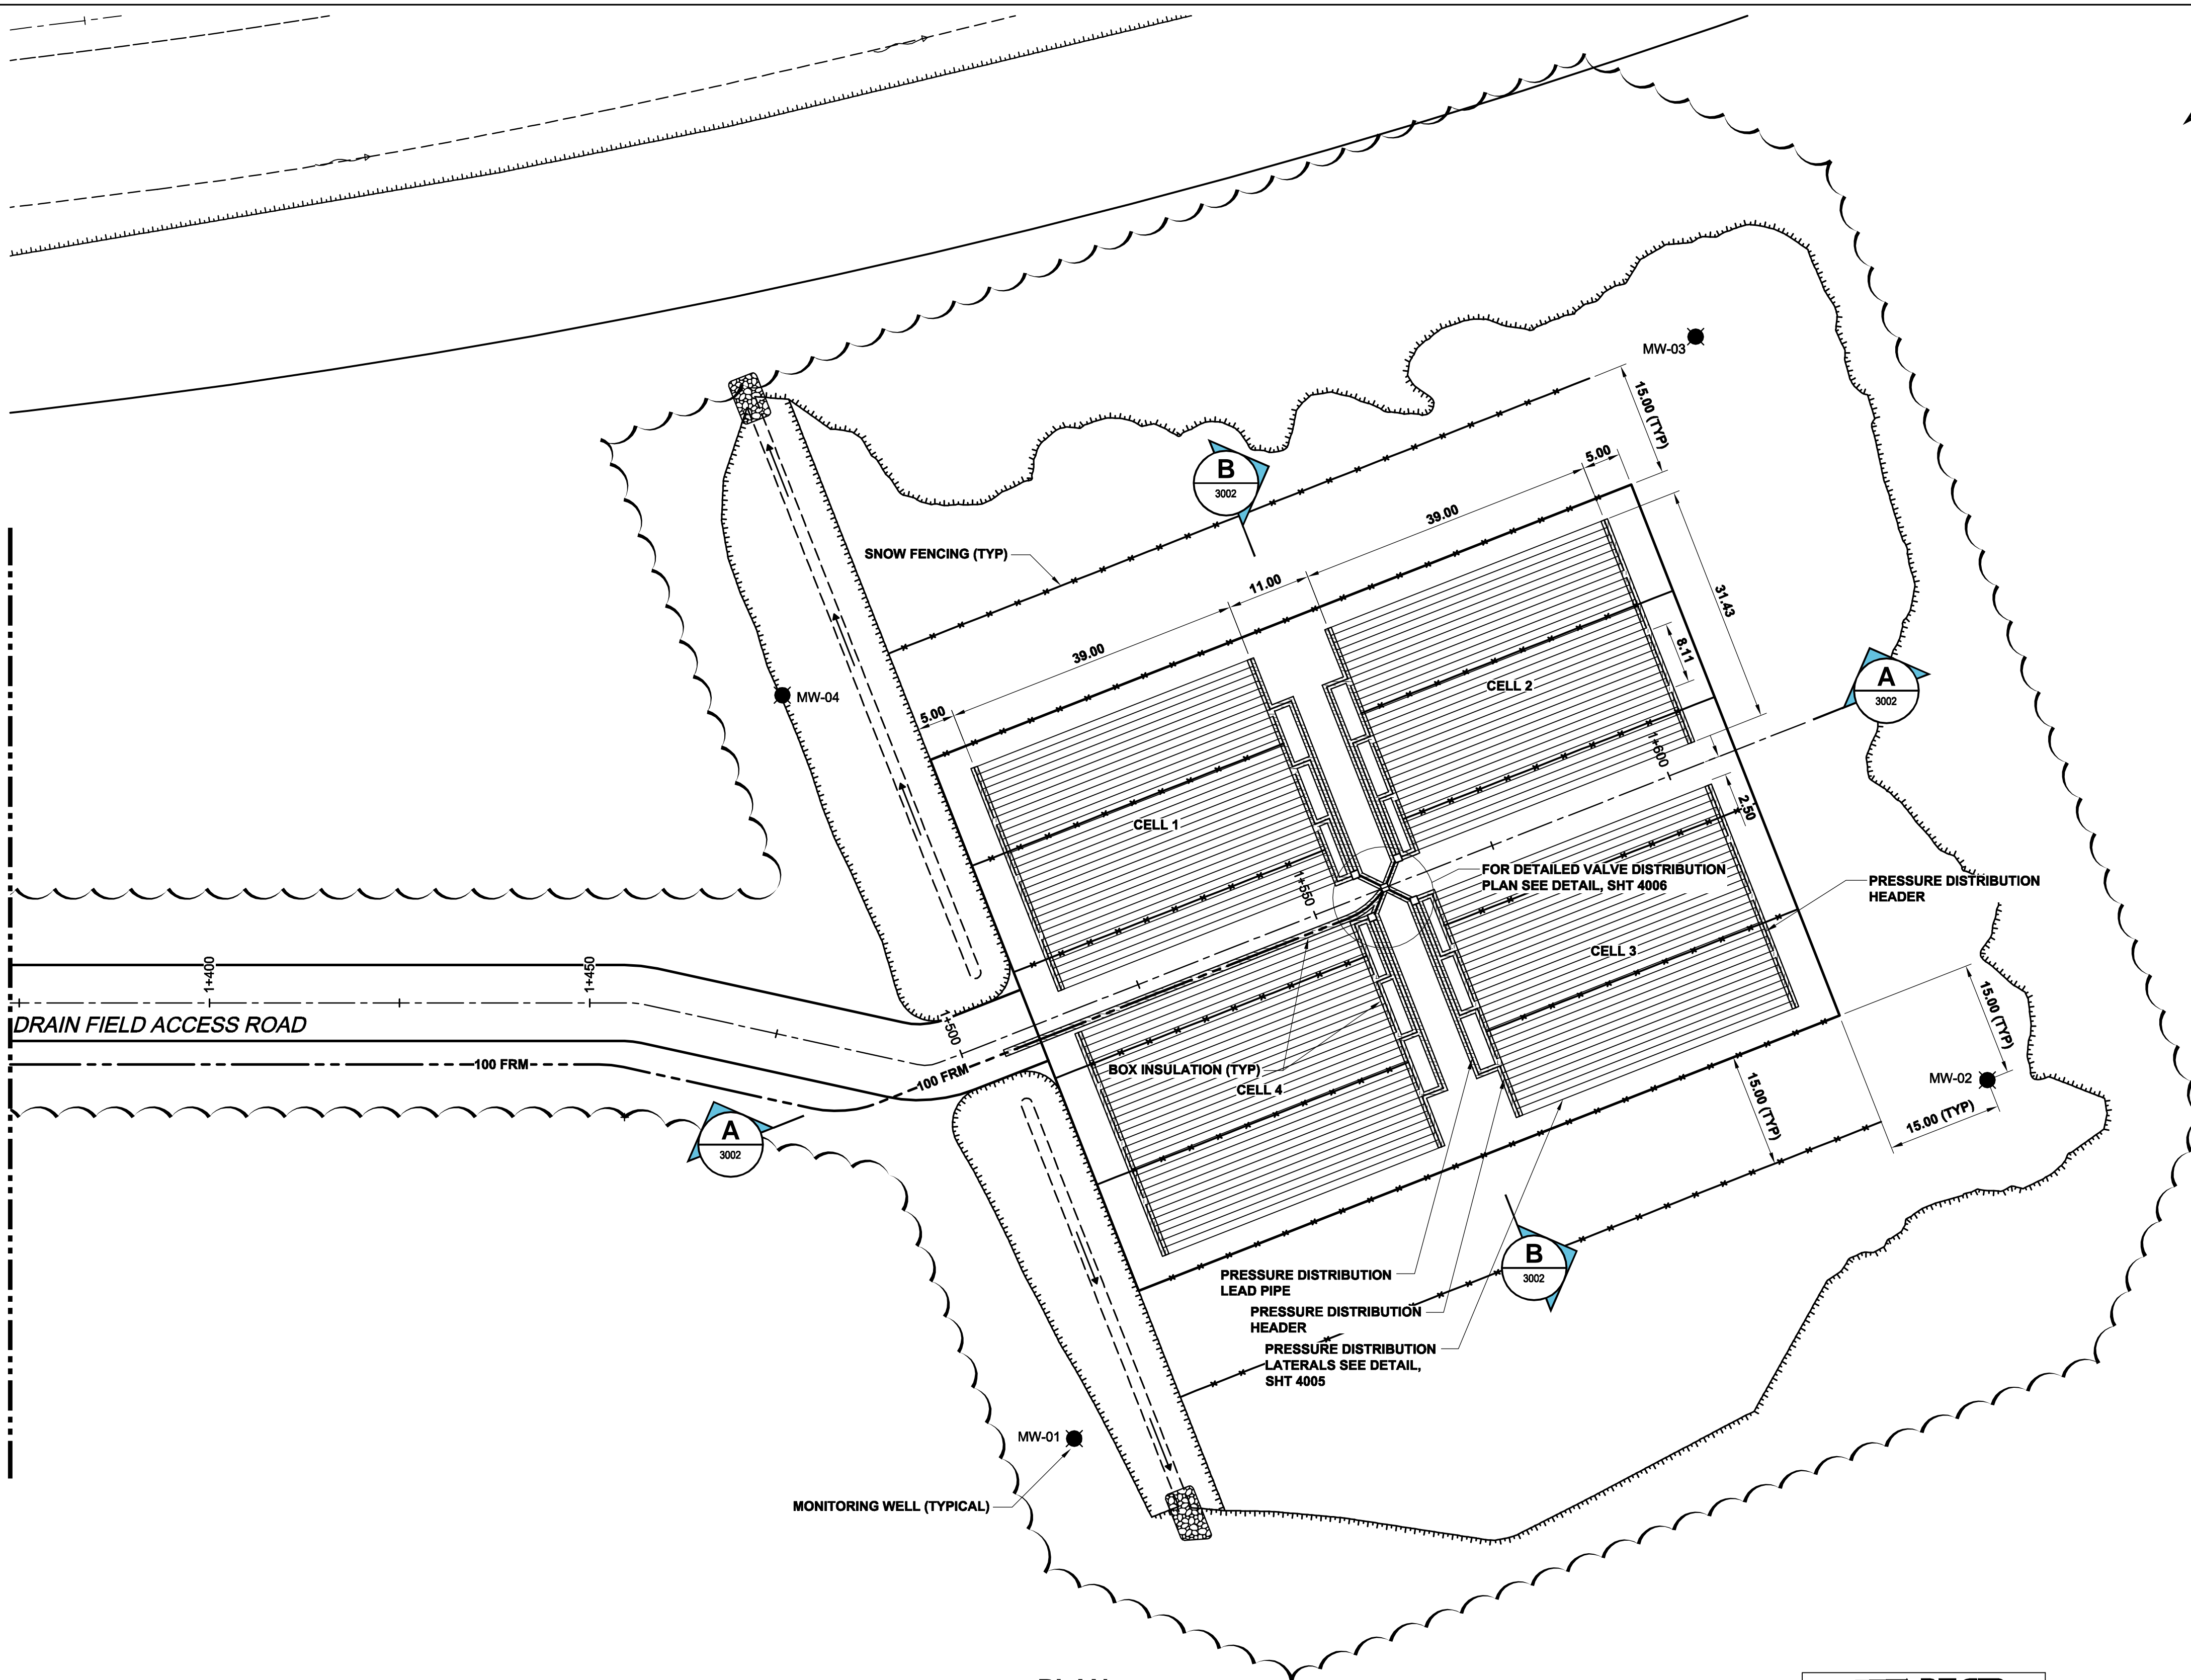 MW-03
15.00 (TYP)
5.00
B
3002
39.00
SNOW FENCING (TYP)
11.00
31.43
39.00
8.11
CELL 2
A
3002
MW-04
5.00
1+600
CELL 1
2.50
FOR DETAILED VALVE DISTRIBUTION
PLAN SEE DETAIL, SHT 4006
PRESSURE DISTRIBUTION
HEADER
1+550
CELL 3
1+400
1+450
DRAIN FIELD ACCESS ROAD
1+500
15.00 (TYP)
100 FRM
100 FRM
BOX INSULATION (TYP)
CELL 4
MW-02
15.00 (TYP)
15.00 (TYP)
A
3002
B
3002
PRESSURE DISTRIBUTION
LEAD PIPE
PRESSURE DISTRIBUTION
HEADER
PRESSURE DISTRIBUTION
LATERALS SEE DETAIL,
SHT 4005
MW-01
MONITORING WELL (TYPICAL)